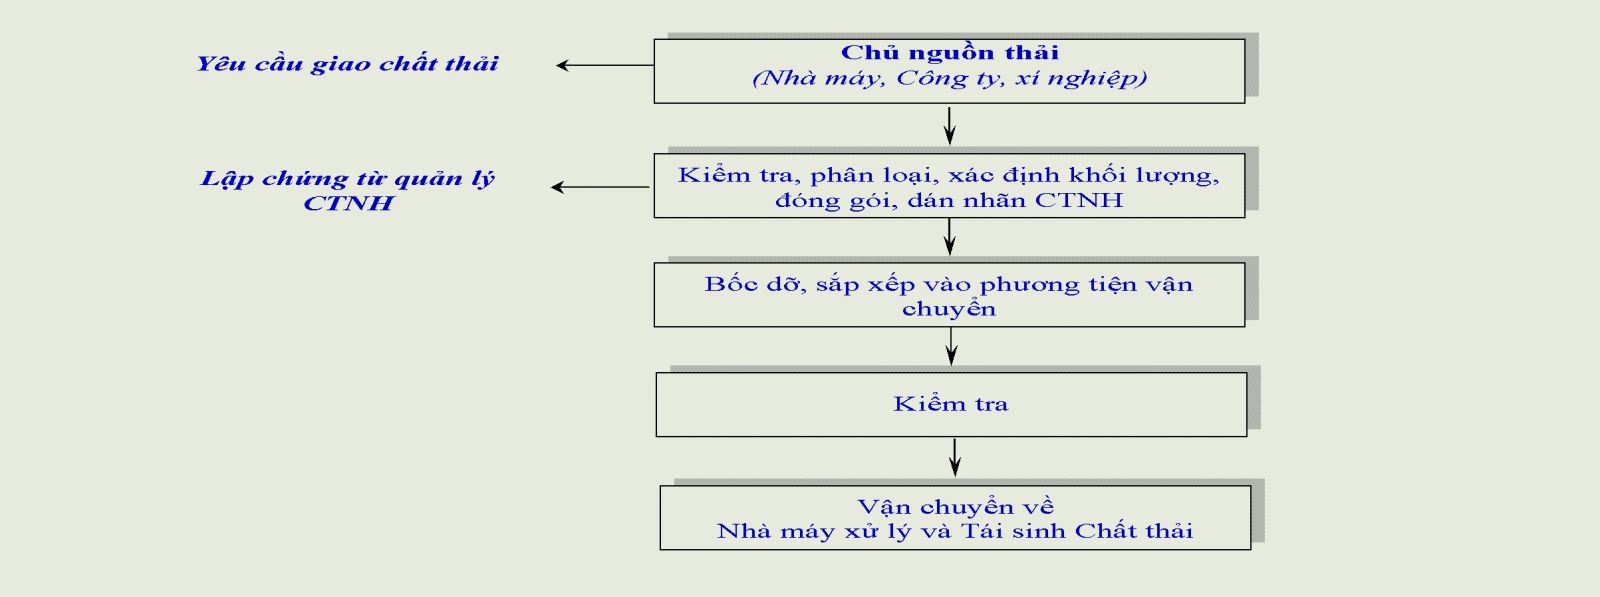 Yêu cầu giao chất thải
Chủ nguồn thải
(Nhà máy, Công ty, xí nghiệp)
Lập chứng từ quản lý
CTNH
Kiểm tra, phân loại, xác định khối lượng,
đóng gói, dán nhãn CTNH
Bốc dỡ, sắp xếp vào phương tiện vận
chuyển
Kiểm tra
Vận chuyển về
Nhà máy xử lý và Tái sinh Chất thải